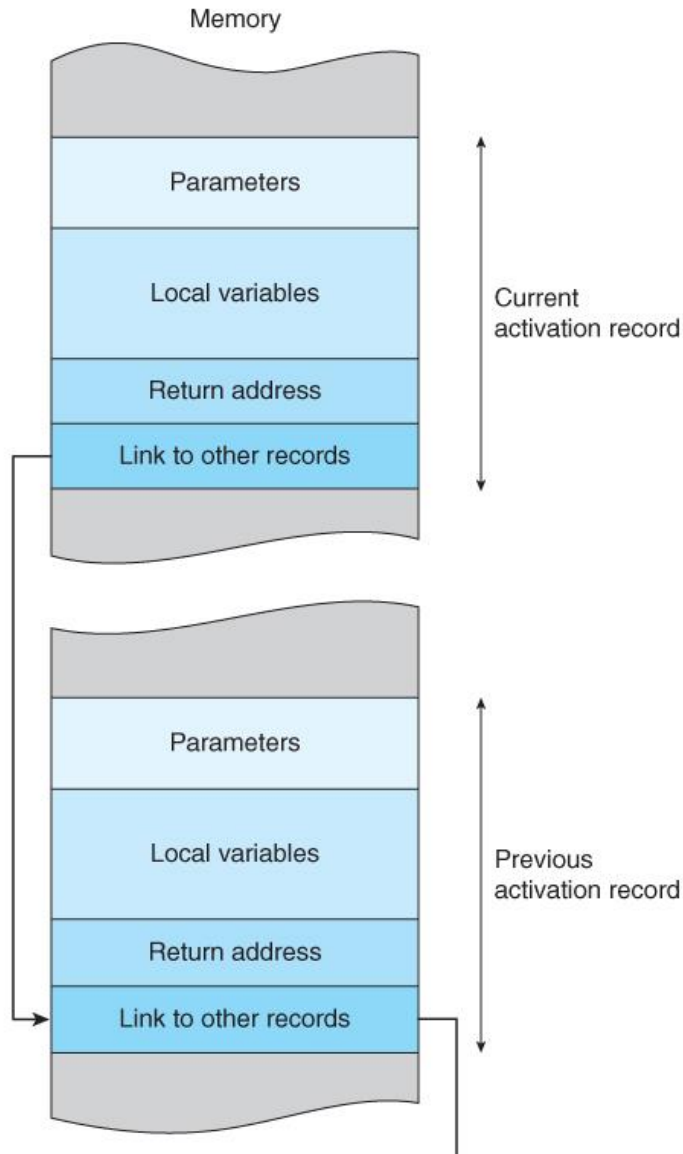 Memory
Parameters
Local variables
Return address
Link to other records
Current
activation record
Parameters
Local variables
Return address
Link to other records
Previous
activation record